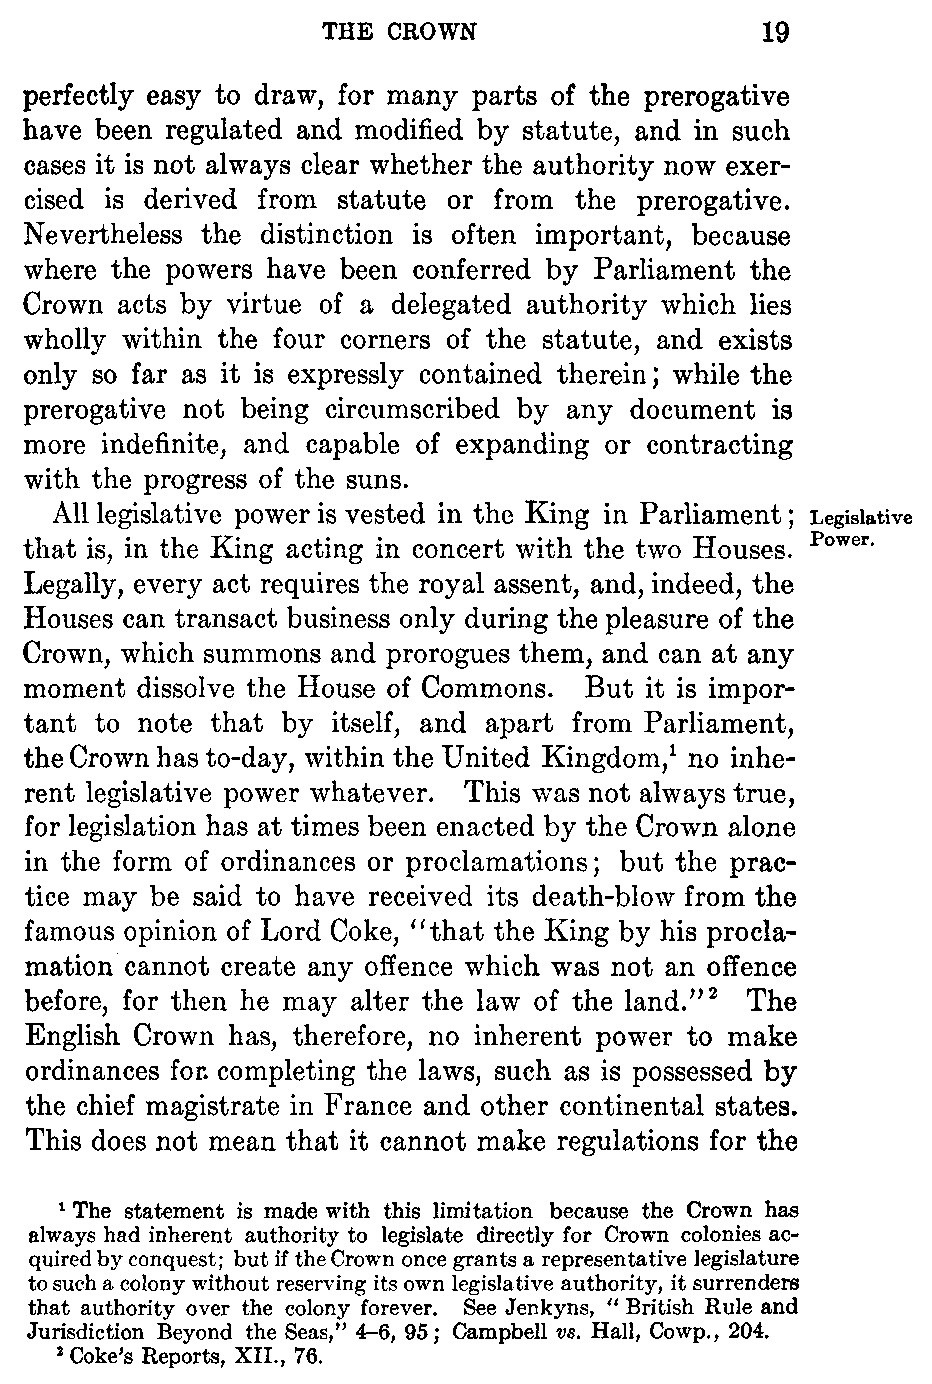 THE CROWN 19
perfectly easy to draw, for many parts of the prerogative
have been regulated and modified by statute, and in such
cases it is not always clear whether the authority now exer-
cised is derived from statute or from the prerogative.
Nevertheless the distinction is often important, because
where the powers have been conferred by Parliament the
Crown acts by virtue of a delegated authority which lies
wholly within the four corners of the statute, and exists
only so far as it is expressly contained therein; while the
prerogative not being circumscribed by any document is
more indefinite, and capable of expanding or contracting
with the progress of the suns.
All legislative power is vested in the King in Parliament;
that is, in the King acting in concert with the two Houses.
Legislative
Power.
Legally, every act requires the royal assent, and, indeed, the
Houses can transact business only during the pleasure of the
Crown, which summons and prorogues them, and can at any
moment dissolve the House of Commons. But it is impor-
tant to note that by itself, and apart from Parliament,
the Crown has to-day, within the United Kingdom,¹ no inhe-
rent legislative power whatever. This was not always true,
for legislation has at times been enacted by the Crown alone
in the form of ordinances or proclamations; but the prac-
tice may be said to have received its death-blow from the
famous opinion of Lord Coke, "that the King by his procla-
mation cannot create any offence which was not an offence
before, for then he may alter the law of the land."² The
English Crown has, therefore, no inherent power to make
ordinances for completing the laws, such as is possessed by
the chief magistrate in France and other continental states.
This does not mean that it cannot make regulations for the
¹ The statement is made with this limitation because the Crown has
always had inherent authority to legislate directly for Crown colonies ac-
quired by conquest; but if the Crown once grants a representative legislature
to such a colony without reserving its own legislative authority, it surrenders
that authority over the colony forever. See Jenkyns, "British Rule and
Jurisdiction Beyond the Seas," 4–6, 95; Campbell vs. Hall, Cowp., 204.
² Coke's Reports, XII., 76.